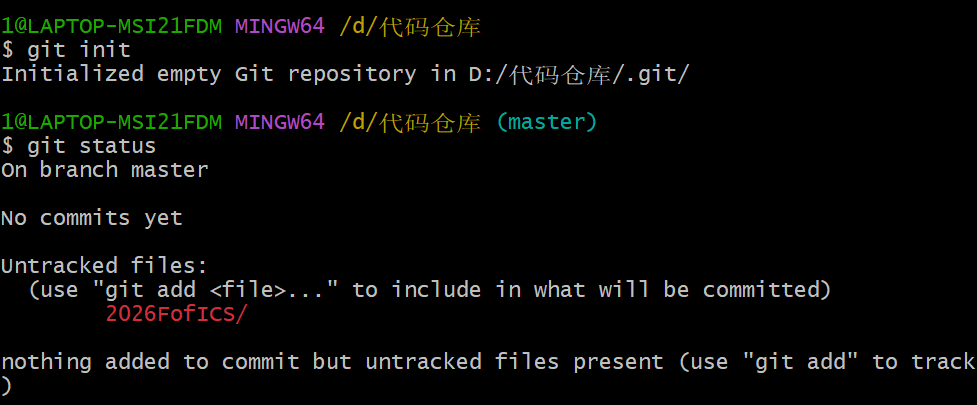 1@LAPTOP-MSI21FDM MINGW64 /d/代码仓库
$ git init
Initialized empty Git repository in D:/代码仓库/.git/
1@LAPTOP-MSI21FDM MINGW64 /d/代码仓库 (master)
$ git status
On branch master
No commits yet
Untracked files:
  (use "git add <file>..." to include in what will be committed)
        2026FofICS/
nothing added to commit but untracked files present (use "git add" to track
)